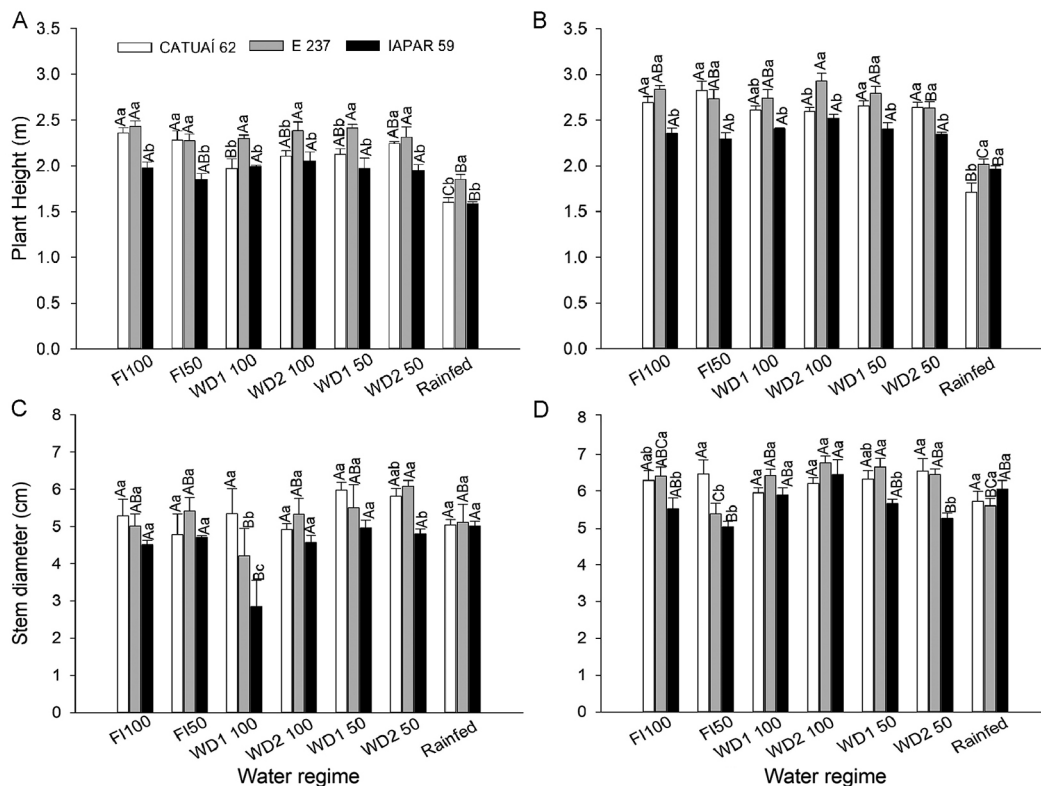 A
CATUAÍ 62 E 237 IAPAR 59
Plant Height (m)
3.5
3.0
2.5
2.0
1.5
1.0
0.5
0.0
Aa Aa Ab Aa Aa ABb Bb Aa Ab ABb Aa Ab ABb Aa Ab ABa Aa Ab Cb Ba Bb
FI100 FI50 WD1 100 WD2 100 WD1 50 WD2 50 Rainfed
B
3.5
3.0
2.5
2.0
1.5
1.0
0.5
0.0
Aa ABa Ab Aa ABa Ab Aab ABa Ab Ab Aa Ab Aa ABa Ab Aa Ba Ab Bb Ca Ba
FI100 FI50 WD1 100 WD2 100 WD1 50 WD2 50 Rainfed
C
Stem diameter (cm)
8
7
6
5
4
3
2
1
0
Aa ABa Aa Aa ABa Aa Aa Bb Bc Aa ABa Aa Aa ABa Aa Aab Aa Ab Aa ABa Aa
FI100 FI50 WD1 100 WD2 100 WD1 50 WD2 50 Rainfed
Water regime
D
7
6
5
4
3
2
1
0
Aab ABCa ABb Aa Cb Bb Aa ABa ABa Aa Aa Aa Aab Aa ABb Aa ABa Bb Aa BCa ABa
FI100 FI50 WD1 100 WD2 100 WD1 50 WD2 50 Rainfed
Water regime